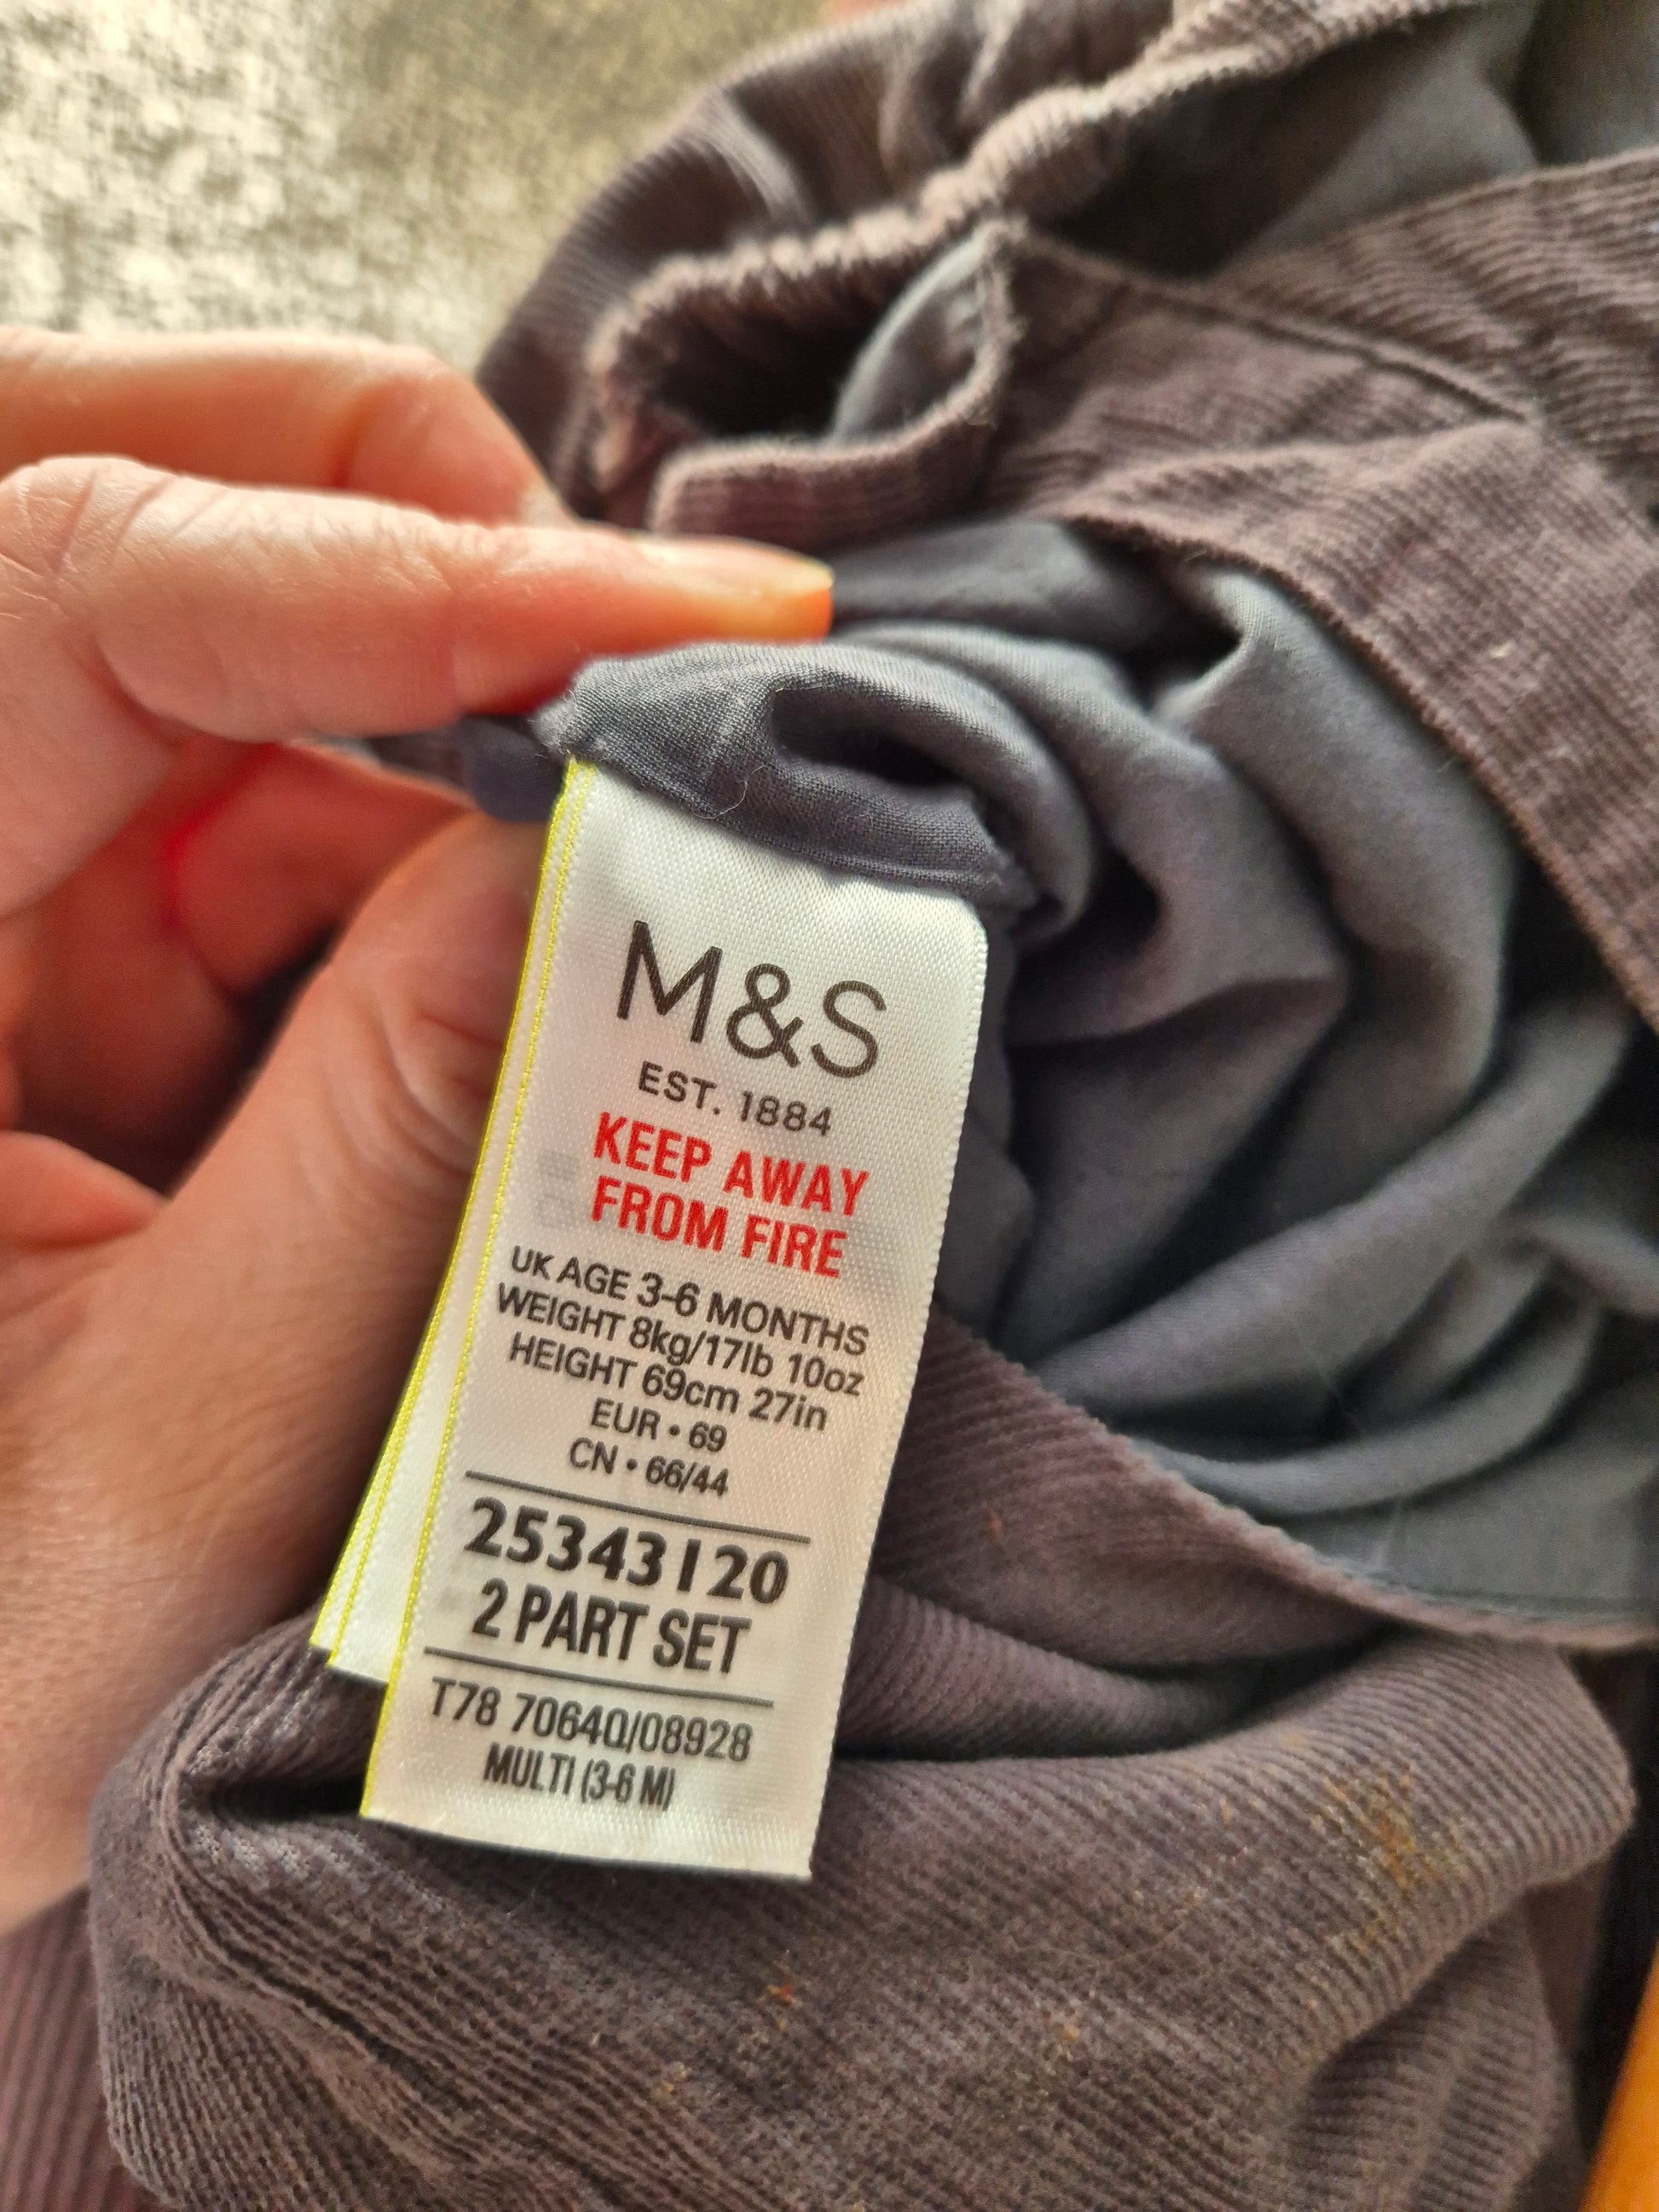 M&S
EST. 1884
KEEP AWAY
FROM FIRE
UK AGE 3-6 MONTHS
WEIGHT 8kg/17lb 10oz
HEIGHT 69cm 27in
EUR • 69
CN • 66/44
25343120
2 PART SET
T78 7064Q/08928
MULTI (3-6 M)